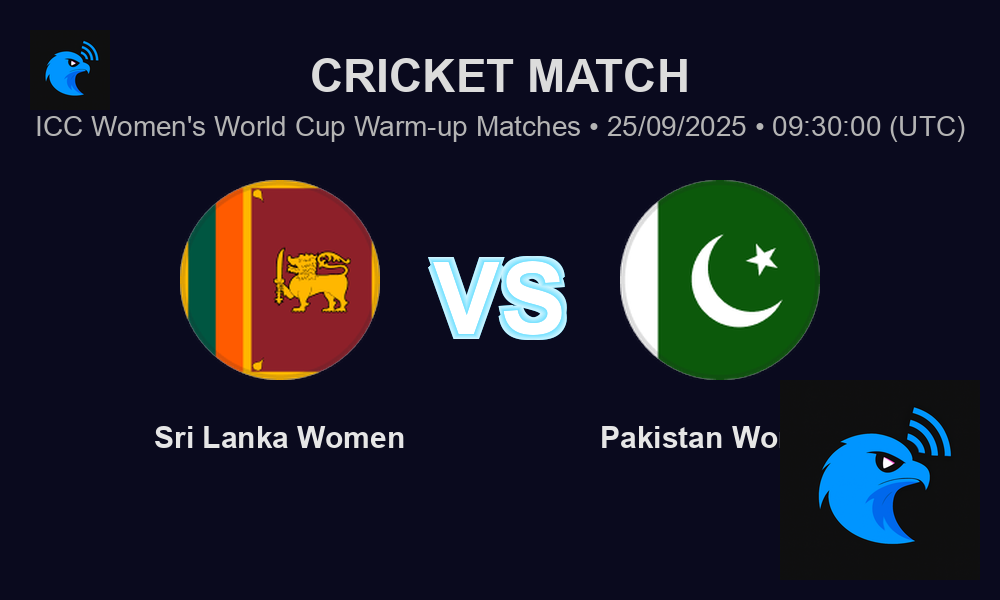 CRICKET MATCH
ICC Women's World Cup Warm-up Matches • 25/09/2025 • 09:30:00 (UTC)
VS
Sri Lanka Women
Pakistan